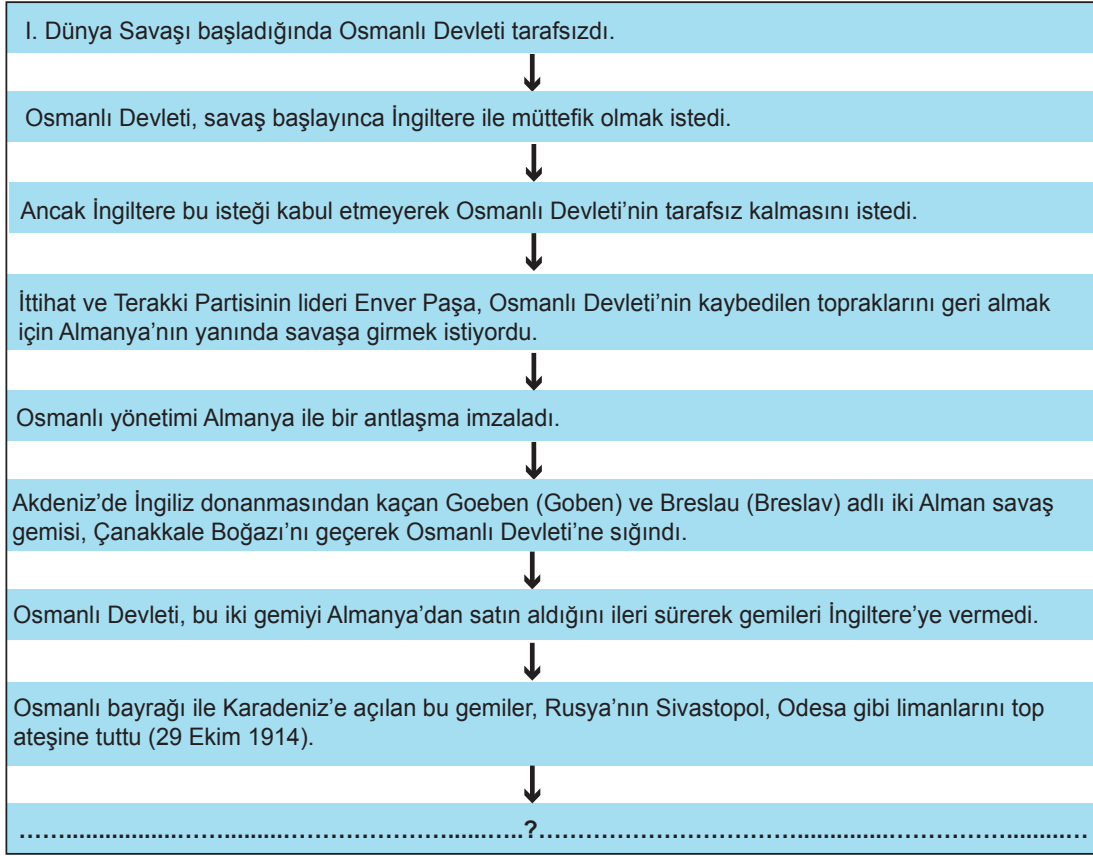 I. Dünya Savaşı başladığında Osmanlı Devleti tarafsızdı.
Osmanlı Devleti, savaş başlayınca İngiltere ile müttefik olmak istedi.
Ancak İngiltere bu isteği kabul etmeyerek Osmanlı Devleti’nin tarafsız kalmasını istedi.
İttihat ve Terakki Partisinin lideri Enver Paşa, Osmanlı Devleti’nin kaybedilen topraklarını geri almak
için Almanya’nın yanında savaşa girmek istiyordu.
Osmanlı yönetimi Almanya ile bir antlaşma imzaladı.
Akdeniz’de İngiliz donanmasından kaçan Goeben (Goben) ve Breslau (Breslav) adlı iki Alman savaş
gemisi, Çanakkale Boğazı’nı geçerek Osmanlı Devleti’ne sığındı.
Osmanlı Devleti, bu iki gemiyi Almanya’dan satın aldığını ileri sürerek gemileri İngiltere’ye vermedi.
Osmanlı bayrağı ile Karadeniz’e açılan bu gemiler, Rusya’nın Sivastopol, Odesa gibi limanlarını top
ateşine tuttu (29 Ekim 1914).
……..................…….........…………………......…..?….……………………….................……………..........…